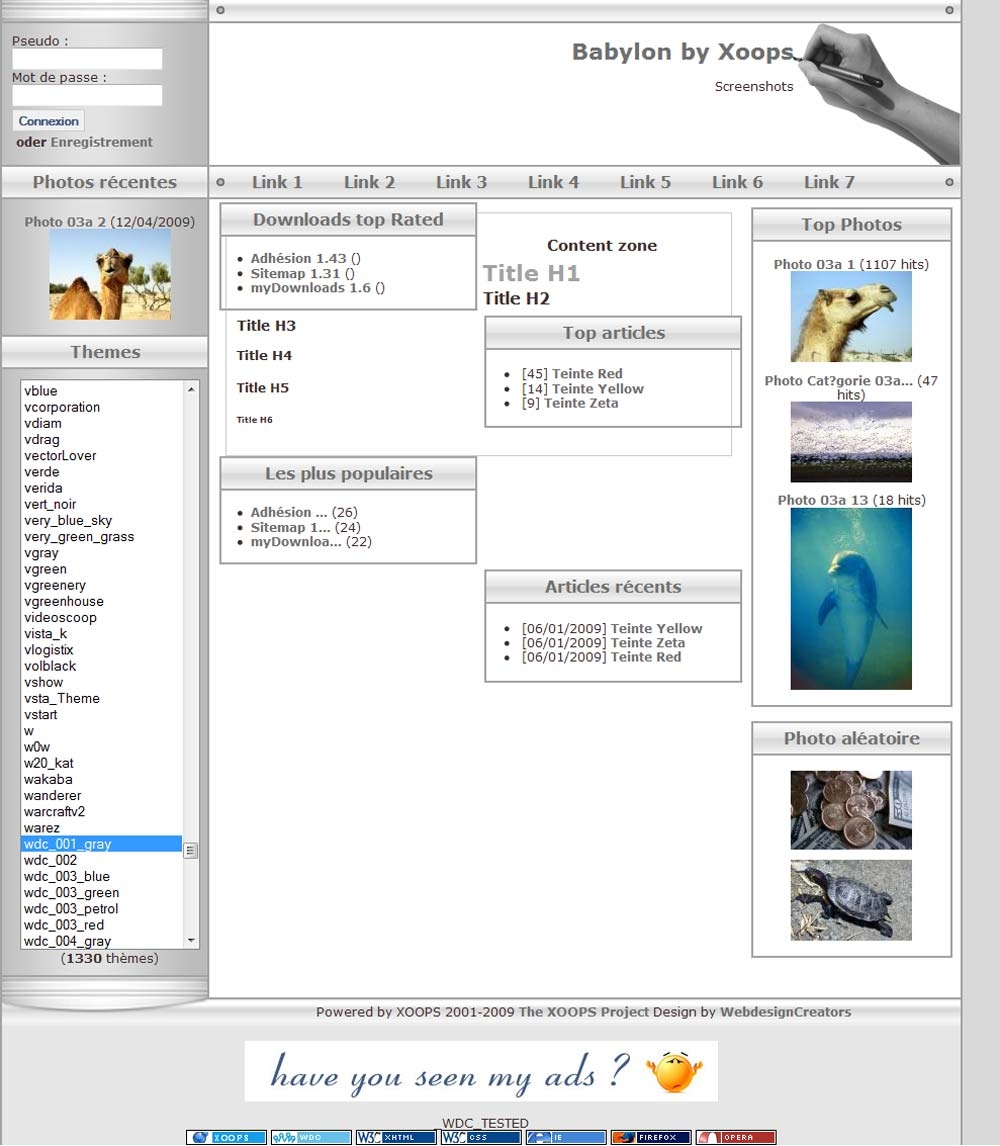 Pseudo :
Mot de passe :
Connexion
oder Enregistrement
Babylon by Xoops
Screenshots
Photos récentes
Link 1 Link 2 Link 3 Link 4 Link 5 Link 6 Link 7
Photo 03a 2 (12/04/2009)
Themes
vblue
vcorporation
vdiam
vdrag
vectorLover
verde
verida
vert_noir
very_blue_sky
very_green_grass
vgray
vgreen
vgreenery
vgreenhouse
videoscoop
vista_k
vlogistix
volblack
vshow
vsta_Theme
vstart
w
w0w
w20_kat
wakaba
wanderer
warcraftv2
warez
wdc_001_gray
wdc_002
wdc_003_blue
wdc_003_green
wdc_003_petrol
wdc_003_red
wdc_004_gray
(1330 thèmes)
Downloads top Rated
Adhésion 1.43 ()
Sitemap 1.31 ()
myDownloads 1.6 ()
Content zone
Title H1
Title H2
Title H3
Title H4
Title H5
Title H6
Top articles
[45] Teinte Red
[14] Teinte Yellow
[9] Teinte Zeta
Les plus populaires
Adhésion ... (26)
Sitemap 1... (24)
myDownloa... (22)
Articles récents
[06/01/2009] Teinte Yellow
[06/01/2009] Teinte Zeta
[06/01/2009] Teinte Red
Top Photos
Photo 03a 1 (1107 hits)
Photo Cat?gorie 03a... (47
hits)
Photo 03a 13 (18 hits)
Photo aléatoire
Powered by XOOPS 2001-2009 The XOOPS Project Design by WebdesignCreators
have you seen my ads ?
WDC_TESTED
XOOPS WDC W3C XHTML W3C CSS IE FIREFOX OPERA